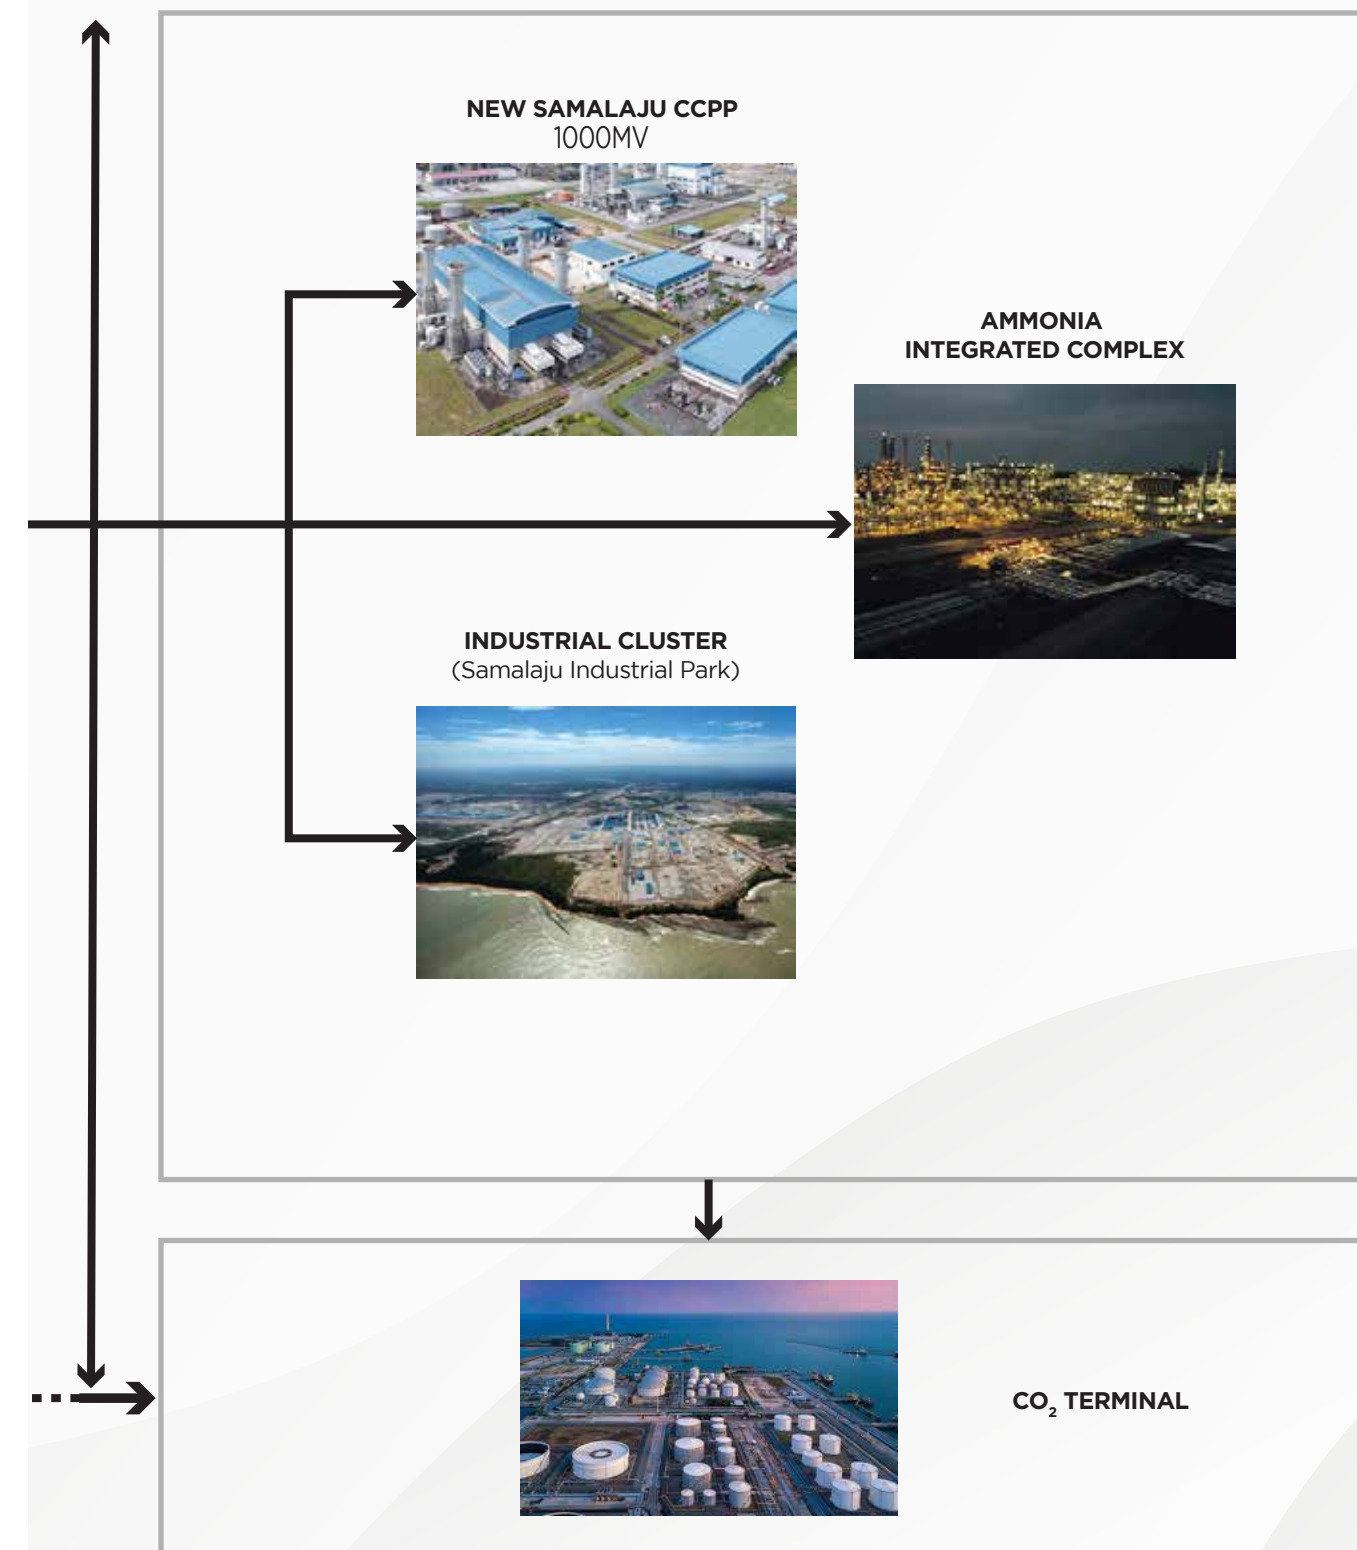 NEW SAMALAJU CCPP
1000MV
AMMONIA
INTEGRATED COMPLEX
INDUSTRIAL CLUSTER
(Samalaju Industrial Park)
CO₂ TERMINAL